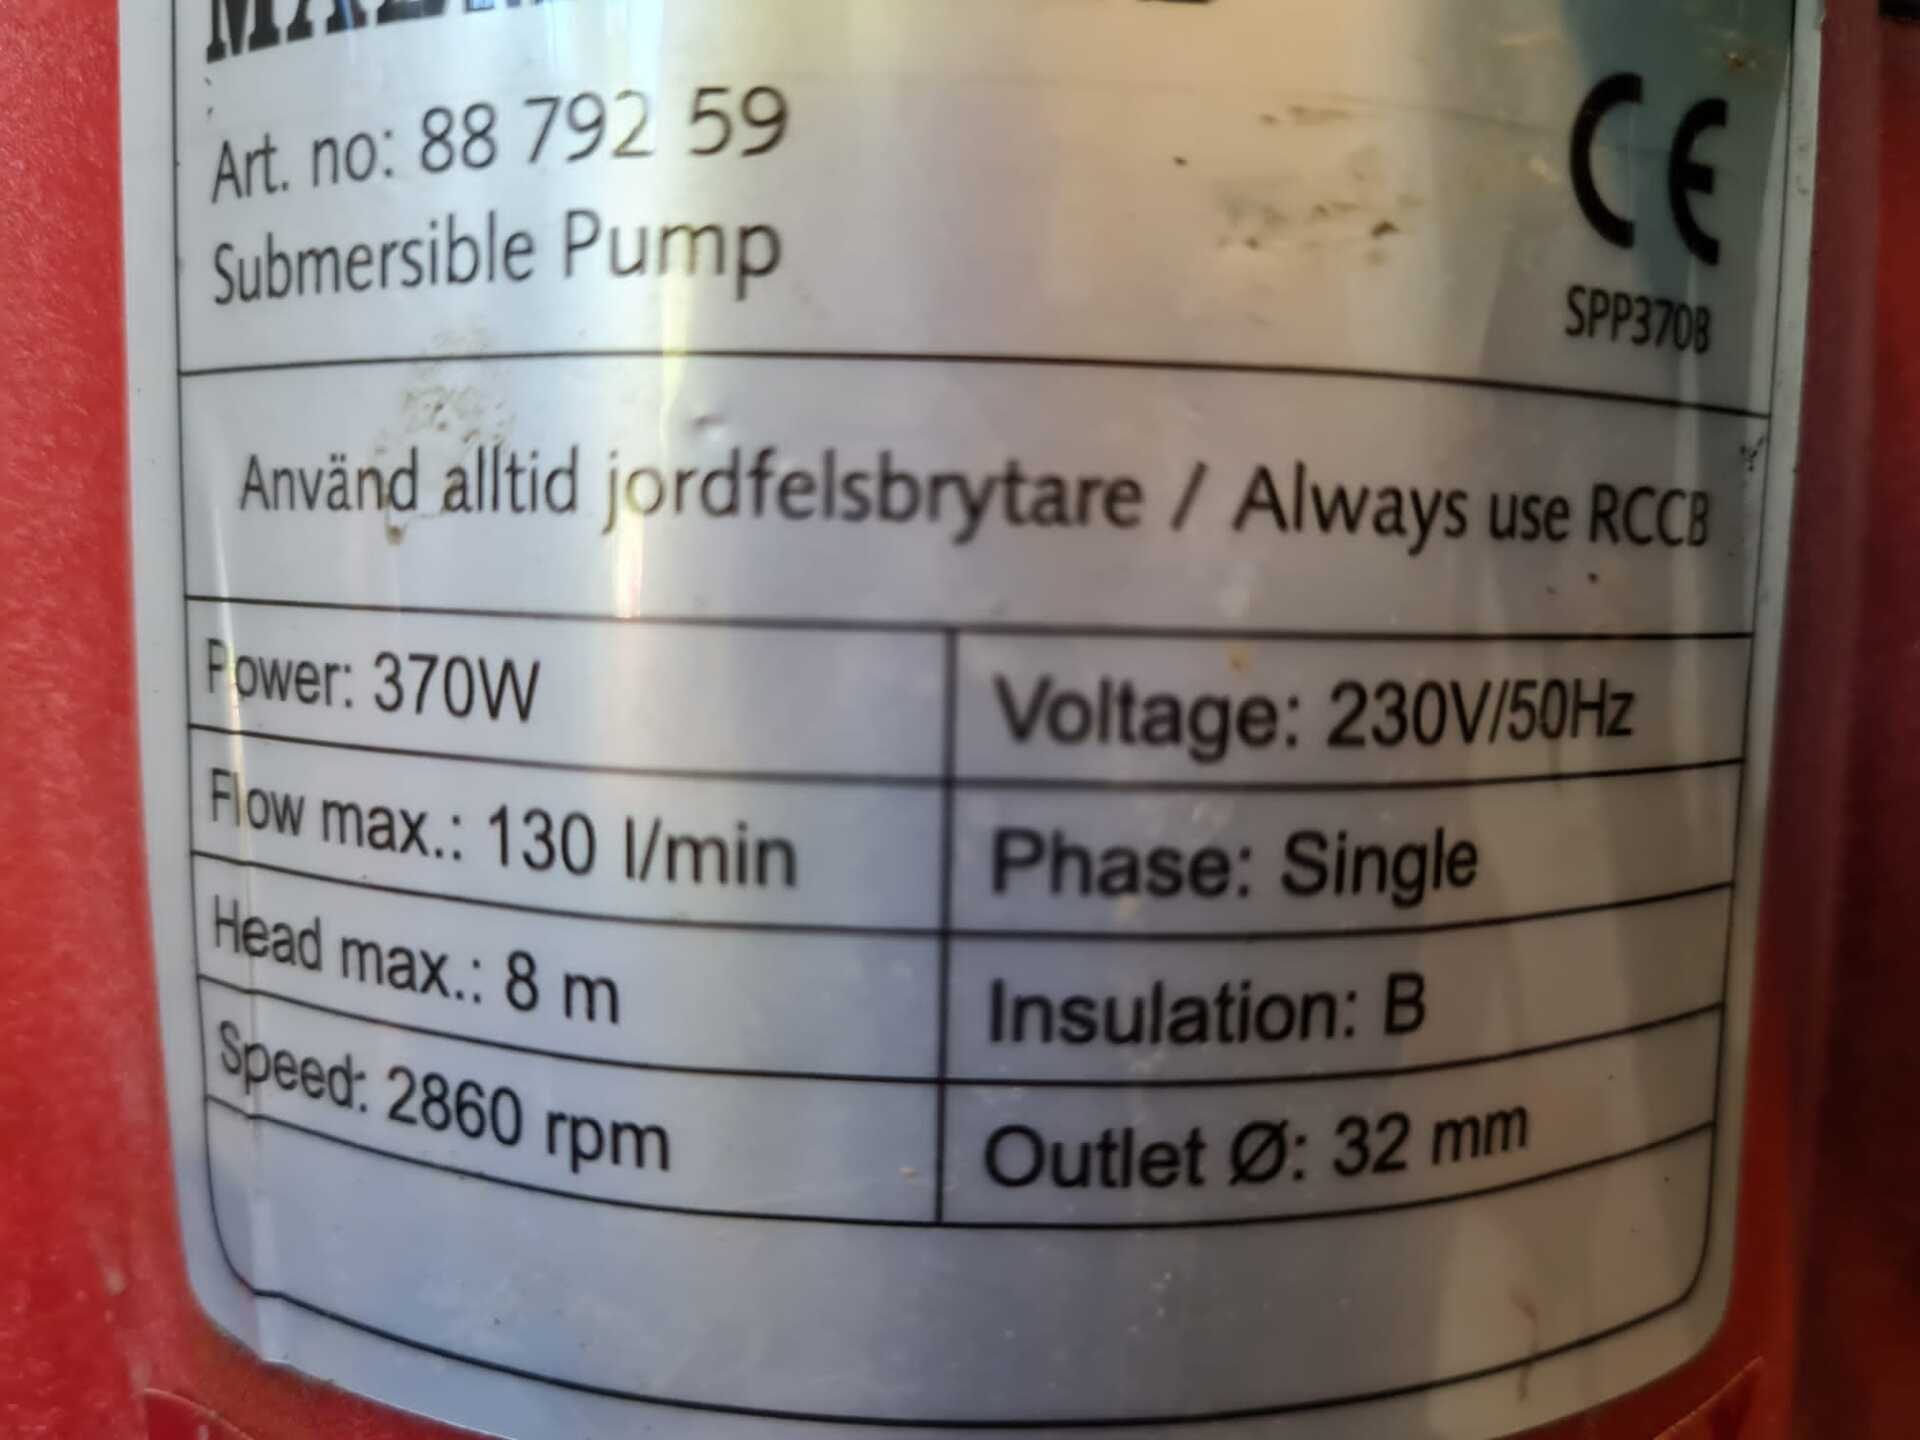 Art. no: 88 792 59
Submersible Pump
CE
SPP370B
Använd alltid jordfelsbrytare / Always use RCCB
Power: 370W
Voltage: 230V/50Hz
Flow max.: 130 l/min
Phase: Single
Head max.: 8 m
Insulation: B
Speed: 2860 rpm
Outlet Ø: 32 mm